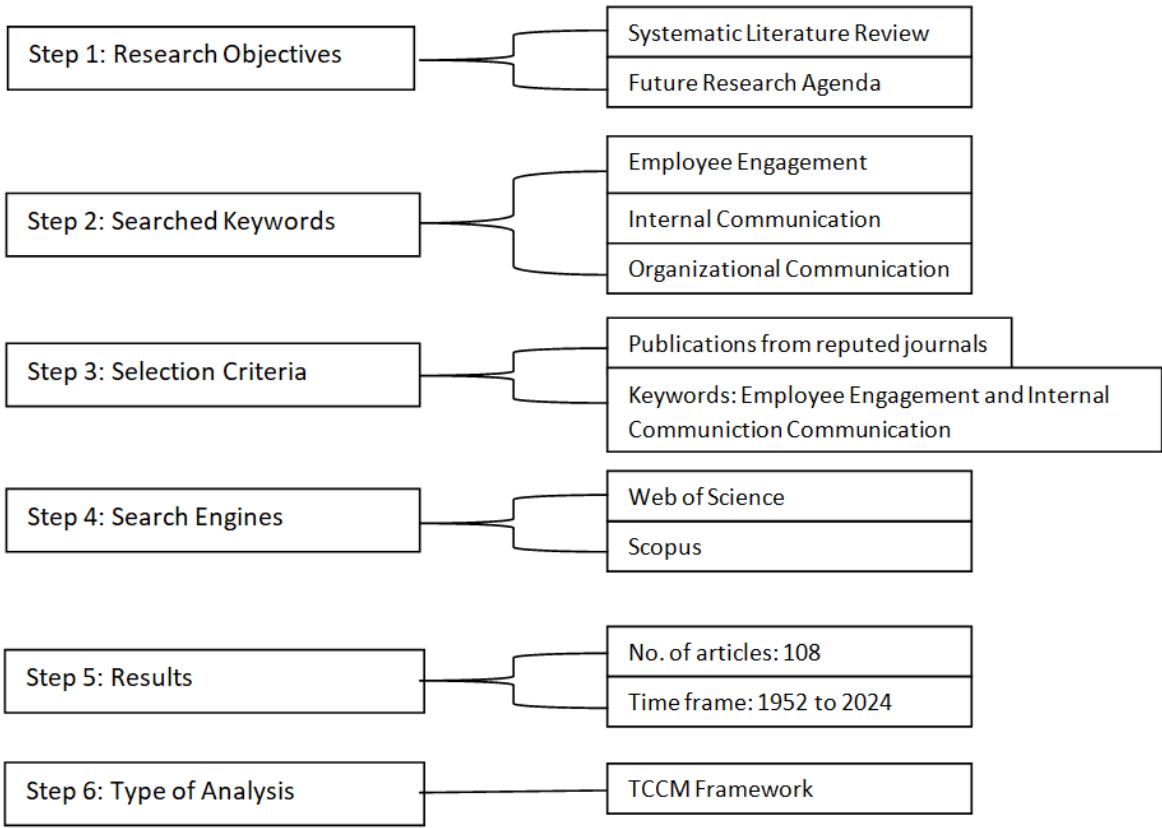 Step 1: Research Objectives
Systematic Literature Review
Future Research Agenda
Step 2: Searched Keywords
Employee Engagement
Internal Communication
Organizational Communication
Step 3: Selection Criteria
Publications from reputed journals
Keywords: Employee Engagement and Internal
Communiction Communication
Step 4: Search Engines
Web of Science
Scopus
Step 5: Results
No. of articles: 108
Time frame: 1952 to 2024
Step 6: Type of Analysis
TCCM Framework